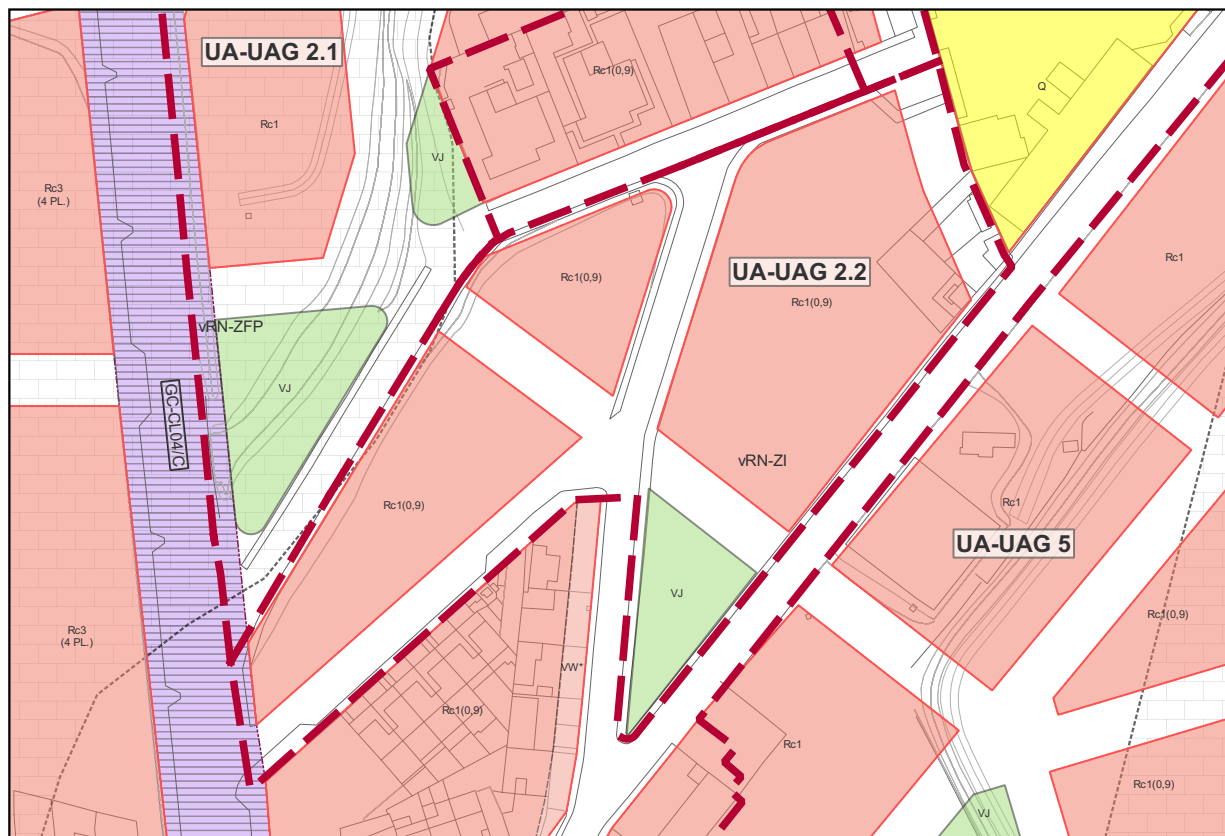 UA-UAG 2.1
Rc1(0,9)
Q
Rc1
VJ
Rc3
(4 PL.)
Rc1
UA-UAG 2.2
Rc1(0,9)
Rc1(0,9)
vRN-ZFP
VJ
IGC-CL04/C
vRN-ZI
Rc1(0,9)
Rc1
UA-UAG 5
VJ
Rc1(0,9)
Rc3
(4 PL.)
VW*
Rc1(0,9)
Rc1
Rc1(0,9)
VJ